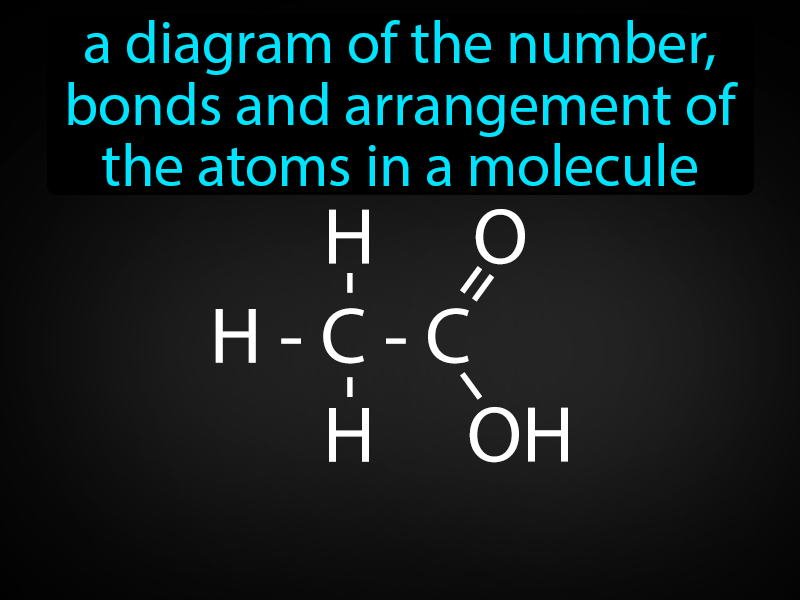 a diagram of the number,
bonds and arrangement of
the atoms in a molecule
H O
H - C - C
H OH